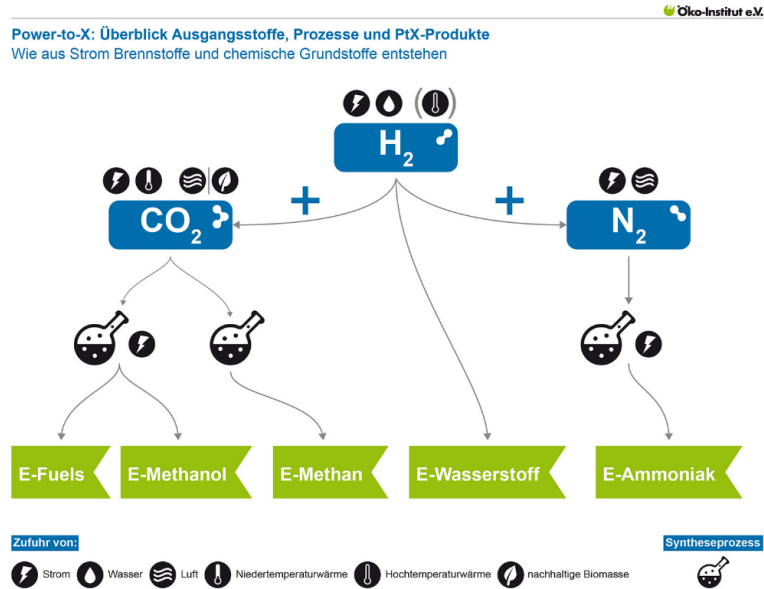 Öko-Institut e.V.
Power-to-X: Überblick Ausgangsstoffe, Prozesse und PtX-Produkte
Wie aus Strom Brennstoffe und chemische Grundstoffe entstehen
( )
H2
+ +
CO2 N2
E-Fuels E-Methanol E-Methan E-Wasserstoff E-Ammoniak
Zufuhr von: Syntheseprozess
Strom Wasser Luft Niedertemperaturwärme Hochtemperaturwärme nachhaltige Biomasse